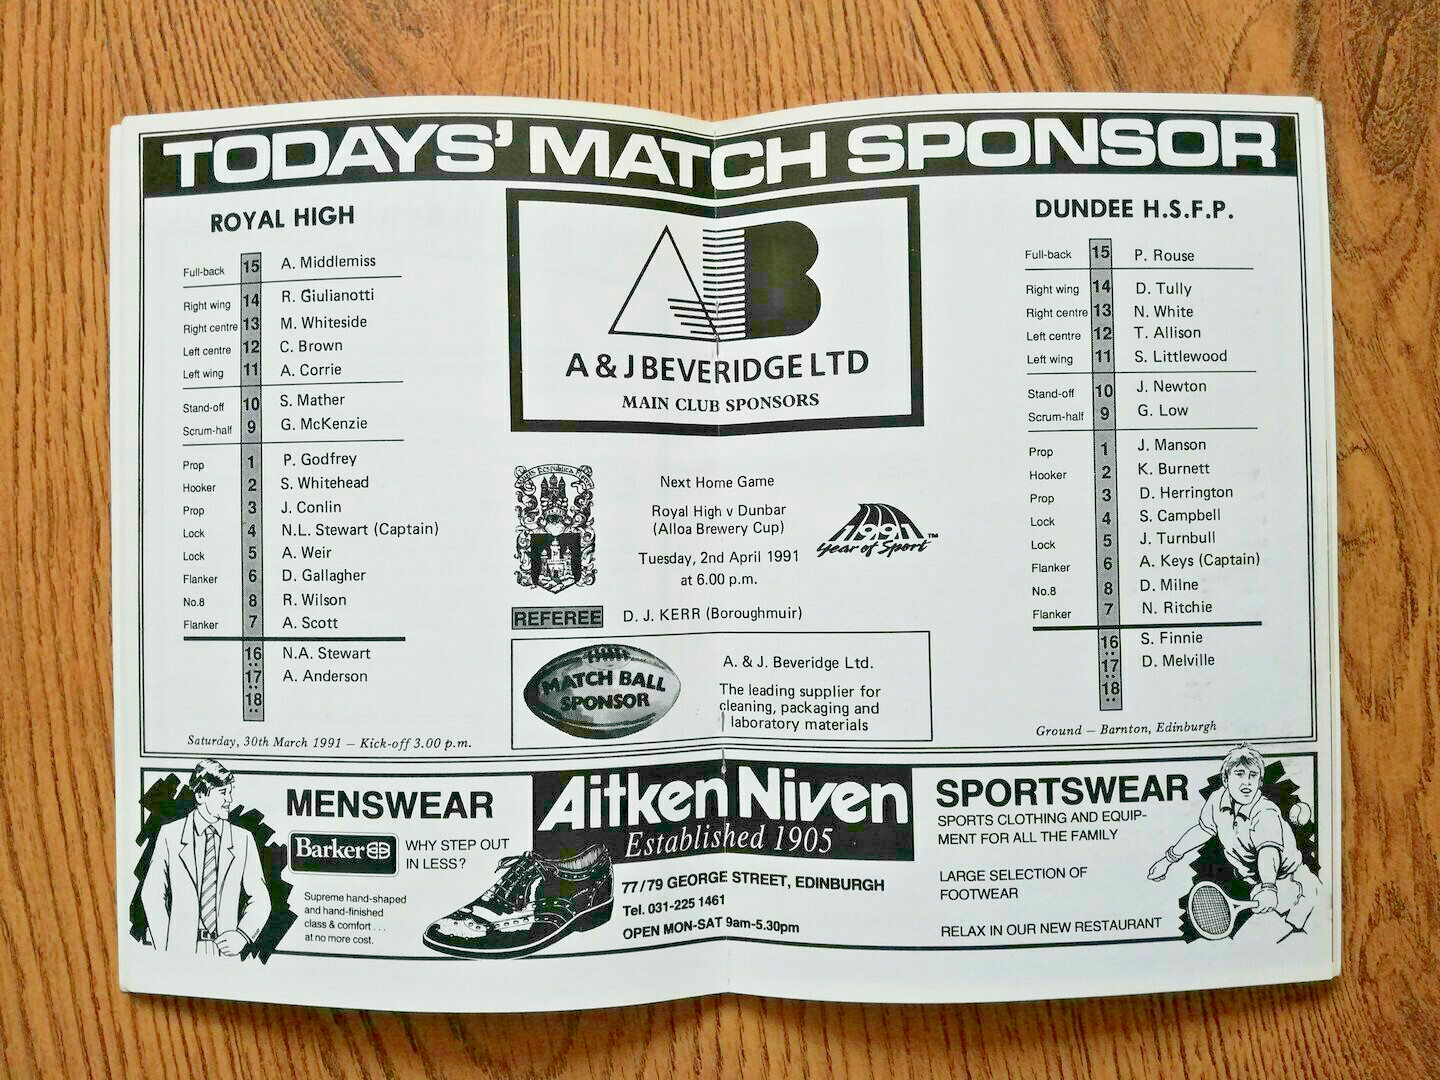 TODAYS' MATCH SPONSOR
ROYAL HIGH
Full-back 15 A. Middlemiss
Right wing 14 R. Giulianotti
Right centre 13 M. Whiteside
Left centre 12 C. Brown
Left wing 11 A. Corrie
Stand-off 10 S. Mather
Scrum-half 9 G. McKenzie
Prop 1 P. Godfrey
Hooker 2 S. Whitehead
Prop 3 J. Conlin
Lock 4 N.L. Stewart (Captain)
Lock 5 A. Weir
Flanker 6 D. Gallagher
No.8 8 R. Wilson
Flanker 7 A. Scott
16 N.A. Stewart
17 A. Anderson
18
Saturday, 30th March 1991 – Kick-off 3.00 p.m.
AB
A & J BEVERIDGE LTD
MAIN CLUB SPONSORS
Next Home Game
Royal High v Dunbar
(Alloa Brewery Cup)
Tuesday, 2nd April 1991
at 6.00 p.m.
1991
Year of Sport TM
REFEREE D. J. KERR (Boroughmuir)
MATCH BALL
SPONSOR
A. & J. Beveridge Ltd.
The leading supplier for
cleaning, packaging and
laboratory materials
DUNDEE H.S.F.P.
Full-back 15 P. Rouse
Right wing 14 D. Tully
Right centre 13 N. White
Left centre 12 T. Allison
Left wing 11 S. Littlewood
Stand-off 10 J. Newton
Scrum-half 9 G. Low
Prop 1 J. Manson
Hooker 2 K. Burnett
Prop 3 D. Herrington
Lock 4 S. Campbell
Lock 5 J. Turnbull
Flanker 6 A. Keys (Captain)
No.8 8 D. Milne
Flanker 7 N. Ritchie
16 S. Finnie
17 D. Melville
18
Ground – Barnton, Edinburgh
MENSWEAR
Barker
WHY STEP OUT
IN LESS?
Supreme hand-shaped
and hand-finished
class & comfort . . .
at no more cost.
Aitken Niven
Established 1905
77/79 GEORGE STREET, EDINBURGH
Tel. 031-225 1461
OPEN MON-SAT 9am-5.30pm
SPORTSWEAR
SPORTS CLOTHING AND EQUIP-
MENT FOR ALL THE FAMILY
LARGE SELECTION OF
FOOTWEAR
RELAX IN OUR NEW RESTAURANT